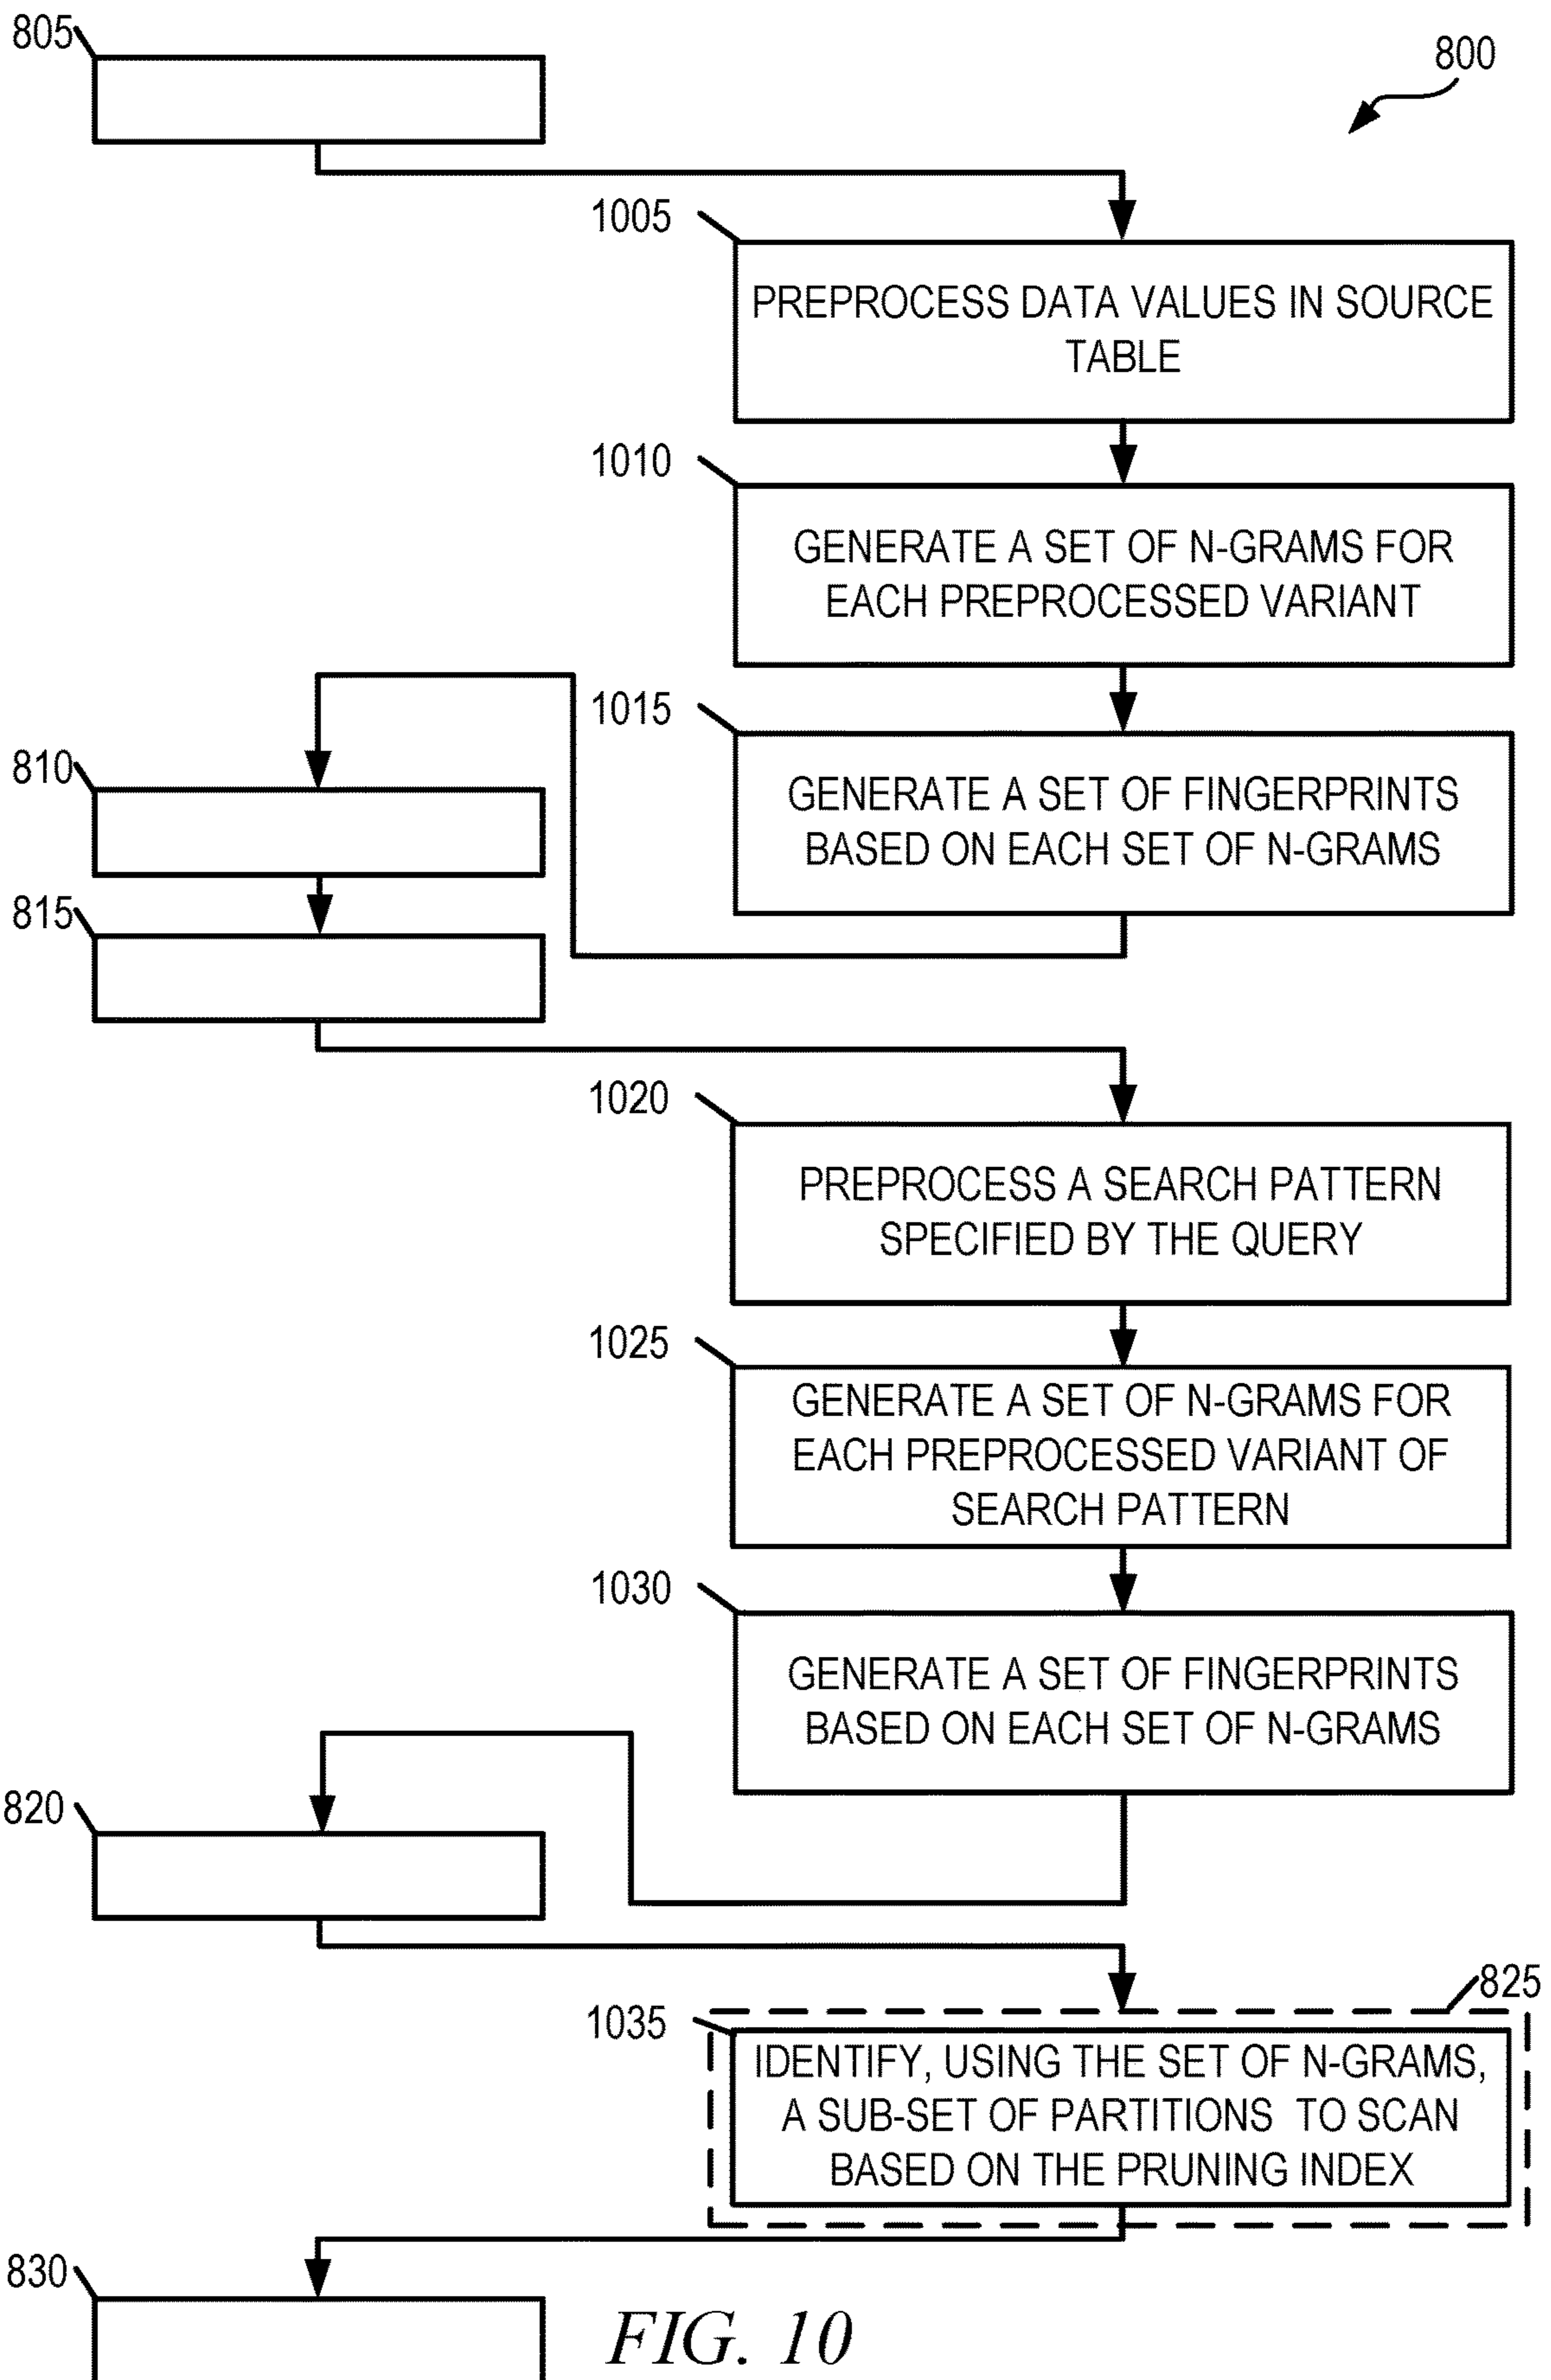 805
800
1005
PREPROCESS DATA VALUES IN SOURCE
TABLE
1010
GENERATE A SET OF N-GRAMS FOR
EACH PREPROCESSED VARIANT
1015
GENERATE A SET OF FINGERPRINTS
BASED ON EACH SET OF N-GRAMS
810
815
1020
PREPROCESS A SEARCH PATTERN
SPECIFIED BY THE QUERY
1025
GENERATE A SET OF N-GRAMS FOR
EACH PREPROCESSED VARIANT OF
SEARCH PATTERN
1030
GENERATE A SET OF FINGERPRINTS
BASED ON EACH SET OF N-GRAMS
820
825
1035
IDENTIFY, USING THE SET OF N-GRAMS,
A SUB-SET OF PARTITIONS TO SCAN
BASED ON THE PRUNING INDEX
830
FIG. 10